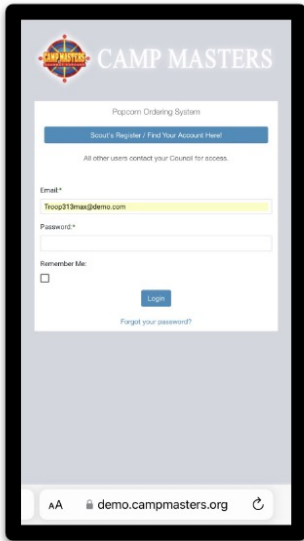 CAMP MASTERS
CAMP MASTERS
Popcorn Ordering System
Scout's Register / Find Your Account Here!
All other users contact your Council for access.
Email:*
Troop313max@demo.com
Password:*
Remember Me:
Login
Forgot your password?
AA demo.campmasters.org